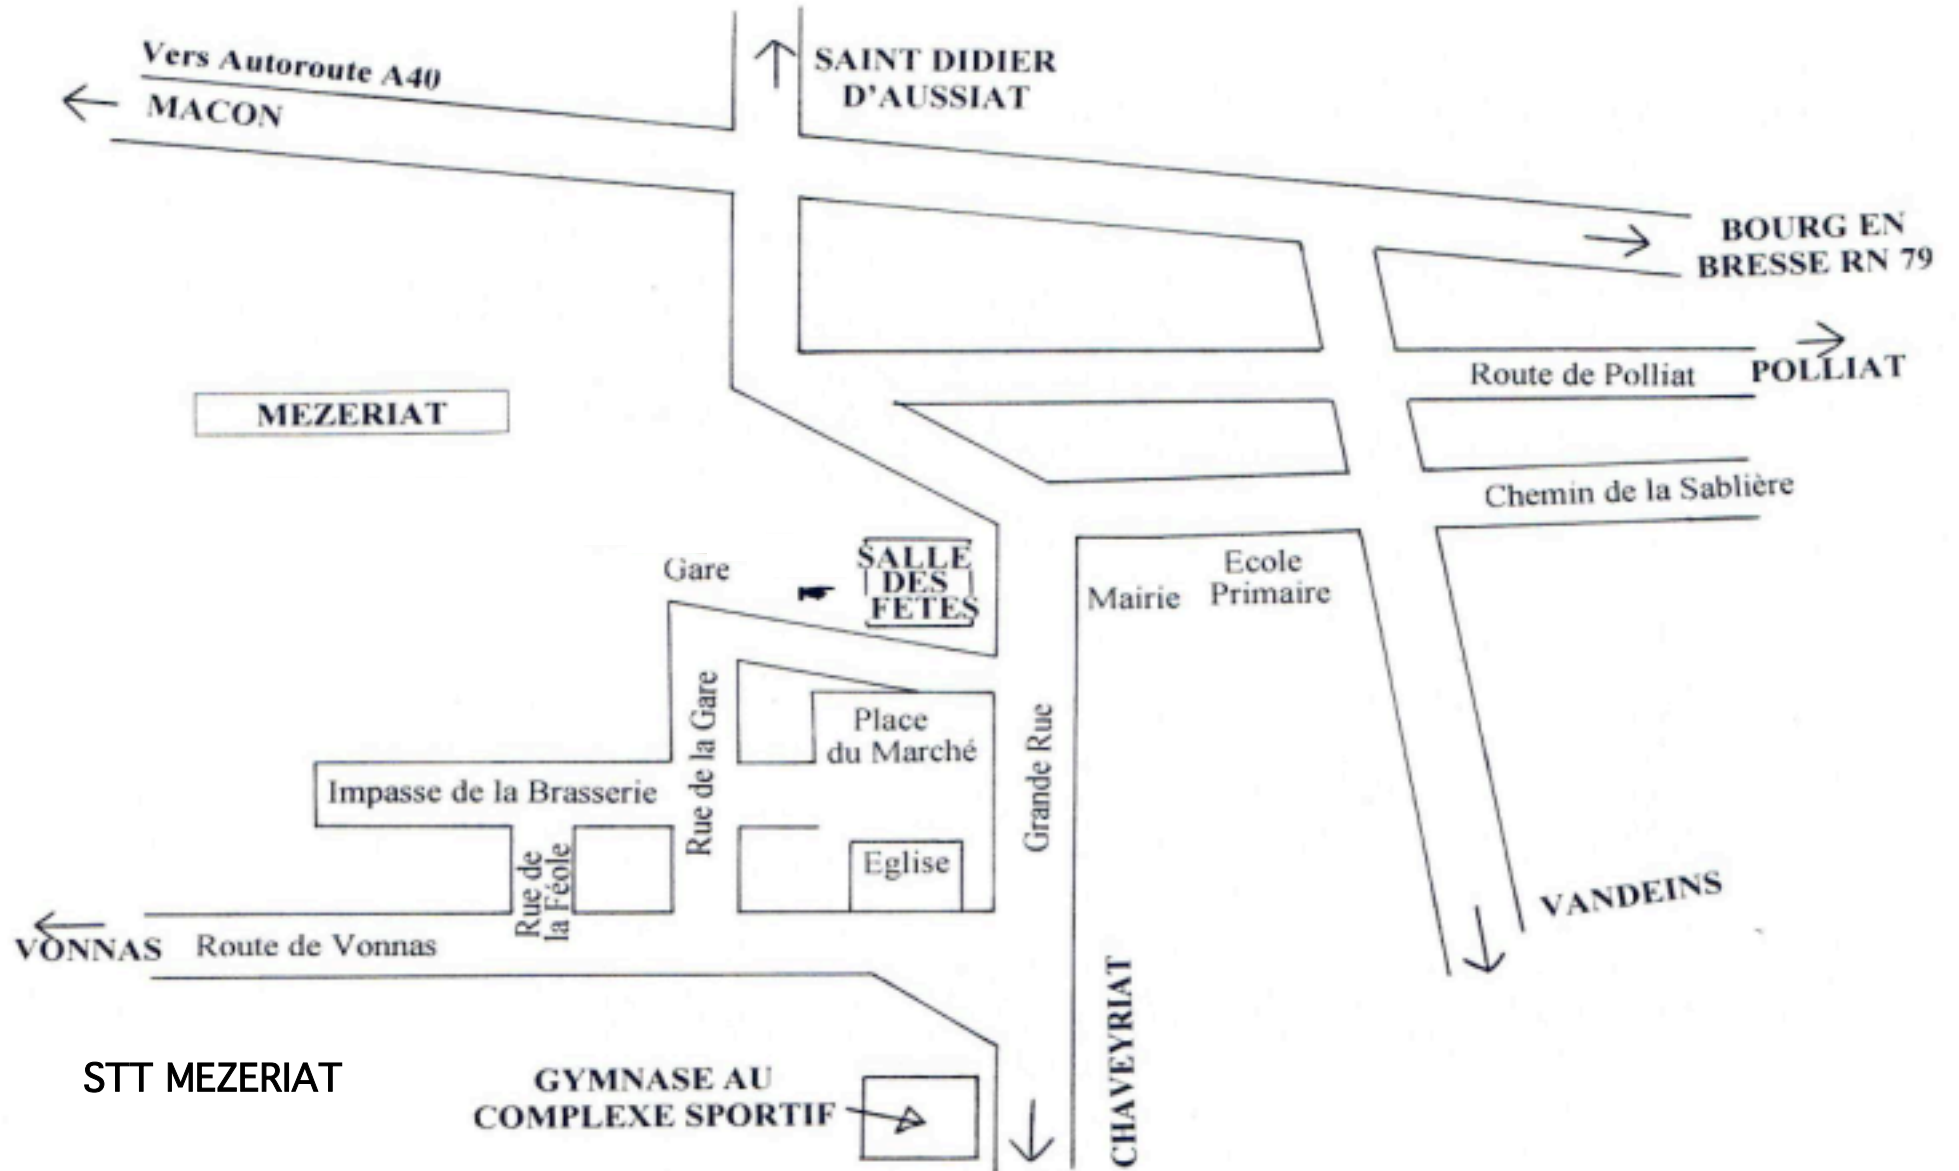 Vers Autoroute A40
MACON
SAINT DIDIER
D'AUSSIAT
BOURG EN
BRESSE RN 79
Route de Polliat
POLLIAT
MEZERIAT
Chemin de la Sablière
Gare
SALLE
DES
FETES
Mairie
Ecole
Primaire
Rue de la Gare
Place
du Marché
Grande Rue
Impasse de la Brasserie
Rue de
la Féole
Eglise
VANDEINS
VONNAS
Route de Vonnas
CHAVEYRIAT
STT MEZERIAT
GYMNASE AU
COMPLEXE SPORTIF